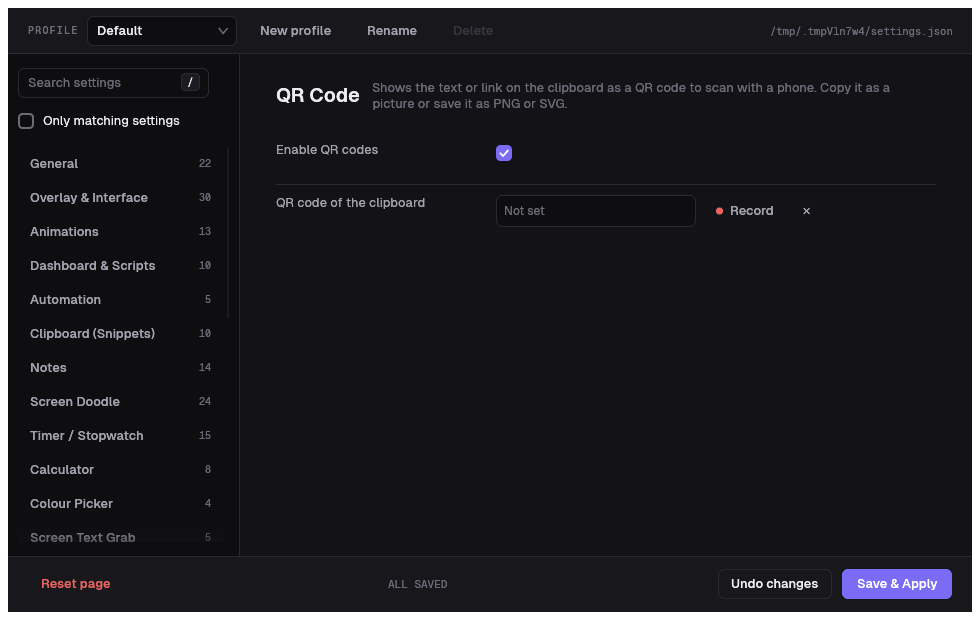 PROFILE Default New profile Rename Delete /tmp/.tmpVln7w4/settings.json
Search settings /
Only matching settings
General 22
Overlay & Interface 30
Animations 13
Dashboard & Scripts 10
Automation 5
Clipboard (Snippets) 10
Notes 14
Screen Doodle 24
Timer / Stopwatch 15
Calculator 8
Colour Picker 4
Screen Text Grab 5
QR Code
Shows the text or link on the clipboard as a QR code to scan with a phone. Copy it as a
picture or save it as PNG or SVG.
Enable QR codes
QR code of the clipboard Not set Record ×
Reset page ALL SAVED Undo changes Save & Apply